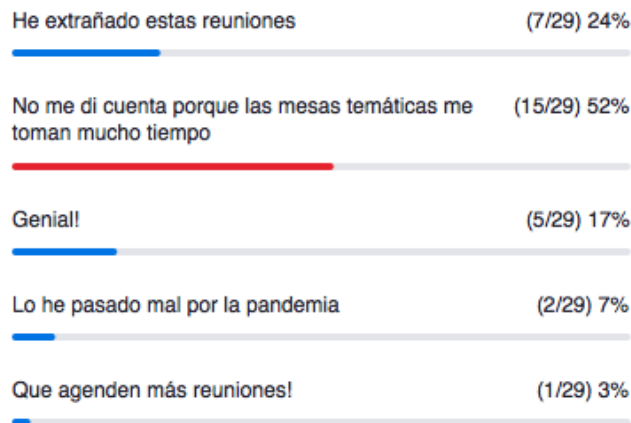 He extrañado estas reuniones (7/29) 24%
No me di cuenta porque las mesas temáticas me (15/29) 52%
toman mucho tiempo
Genial! (5/29) 17%
Lo he pasado mal por la pandemia (2/29) 7%
Que agenden más reuniones! (1/29) 3%